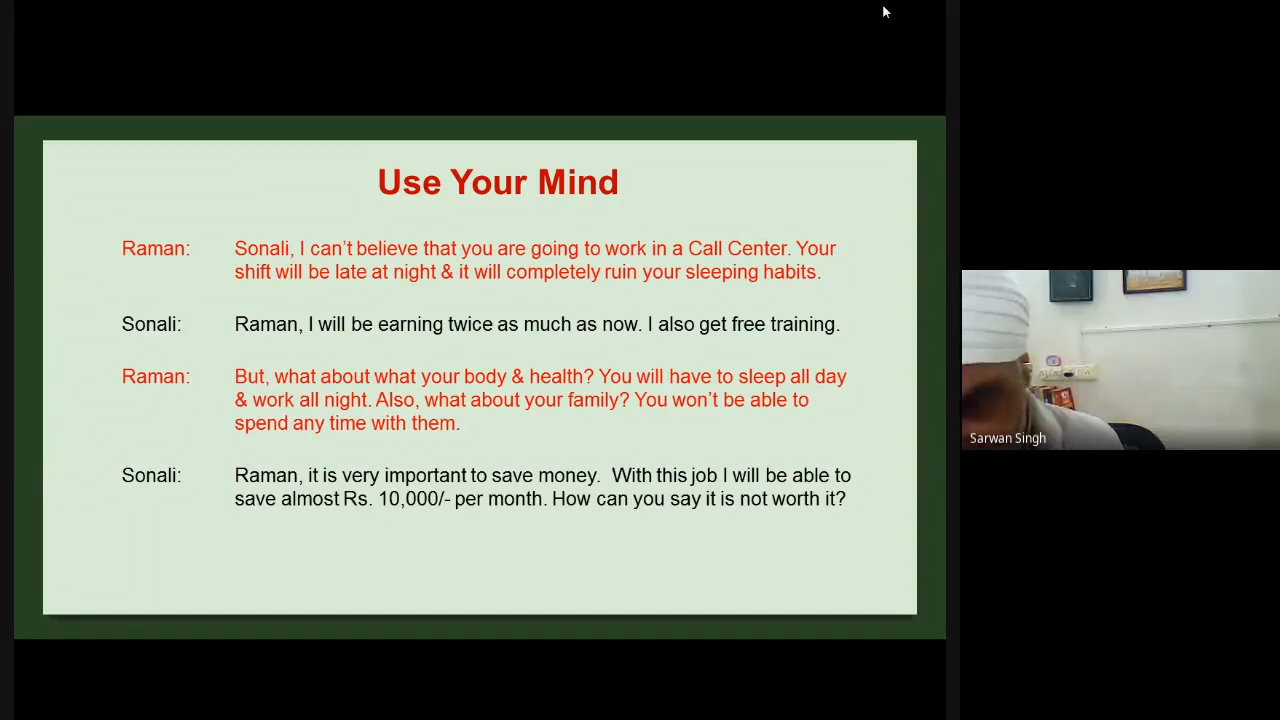 Use Your Mind
Raman: Sonali, I can't believe that you are going to work in a Call Center. Your
shift will be late at night & it will completely ruin your sleeping habits.
Sonali: Raman, I will be earning twice as much as now. I also get free training.
Raman: But, what about what your body & health? You will have to sleep all day
& work all night. Also, what about your family? You won't be able to
spend any time with them.
Sonali: Raman, it is very important to save money. With this job I will be able to
save almost Rs. 10,000/- per month. How can you say it is not worth it?
Sarwan Singh